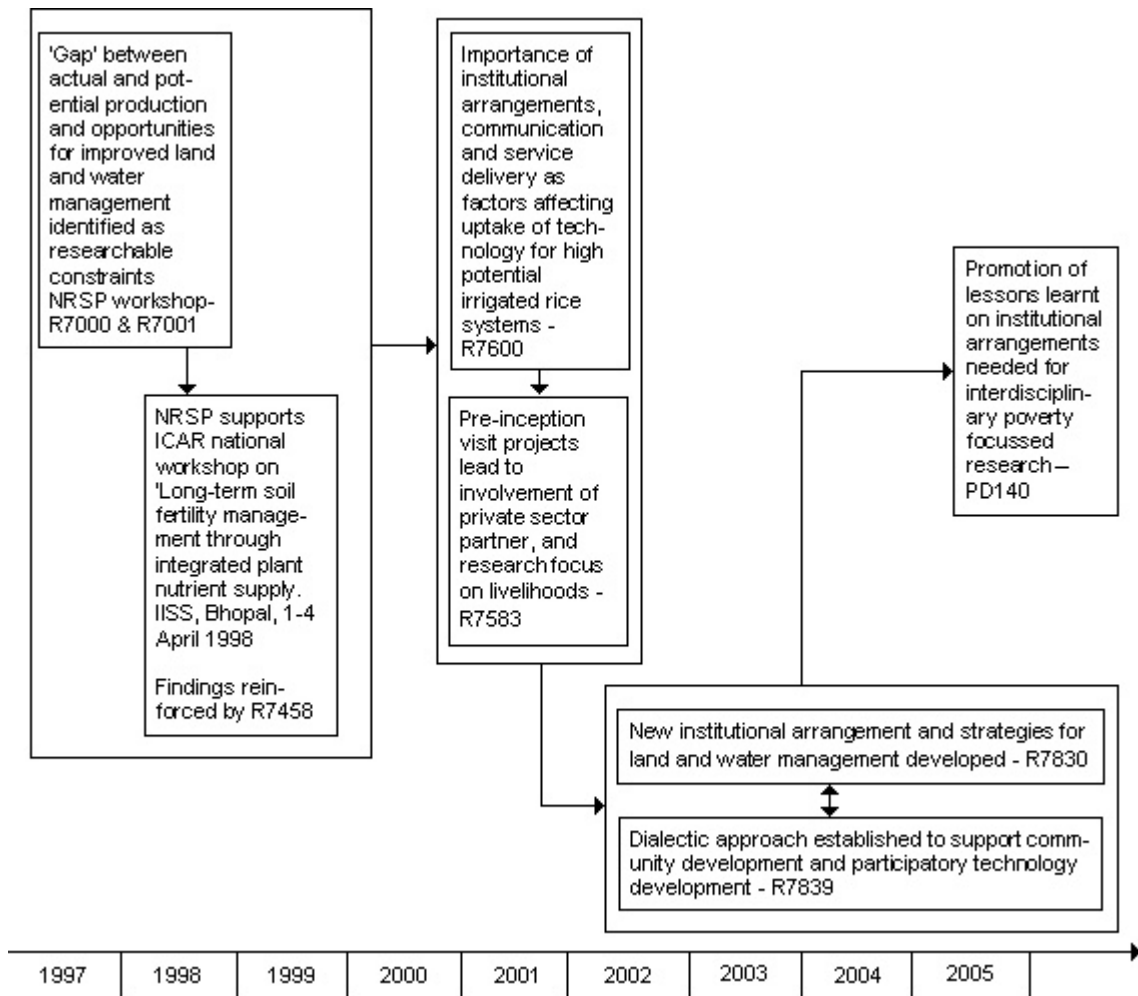 'Gap' between
actual and pot-
ential production
and opportunities
for improved land
and water
management
identified as
researchable
constraints
NRSP workshop-
R7000 & R7001
NRSP supports
ICAR national
workshop on
'Long-term soil
fertility manage-
ment through
integrated plant
nutrient supply.
IISS, Bhopal, 1-4
April 1998
Findings rein-
forced by R7458
Importance of
institutional
arrangements,
communication
and service
delivery as
factors affecting
uptake of tech-
nology for high
potential
irrigated rice
systems -
R7600
Pre-inception
visit projects
lead to
involvement of
private sector
partner, and
research focus
on livelihoods -
R7583
New institutional arrangement and strategies for
land and water management developed - R7830
Dialectic approach established to support comm-
unity development and participatory technology
development - R7839
Promotion of
lessons learnt
on institutional
arrangements
needed for
interdisciplin-
ary poverty
focussed
research –
PD140
1997 1998 1999 2000 2001 2002 2003 2004 2005